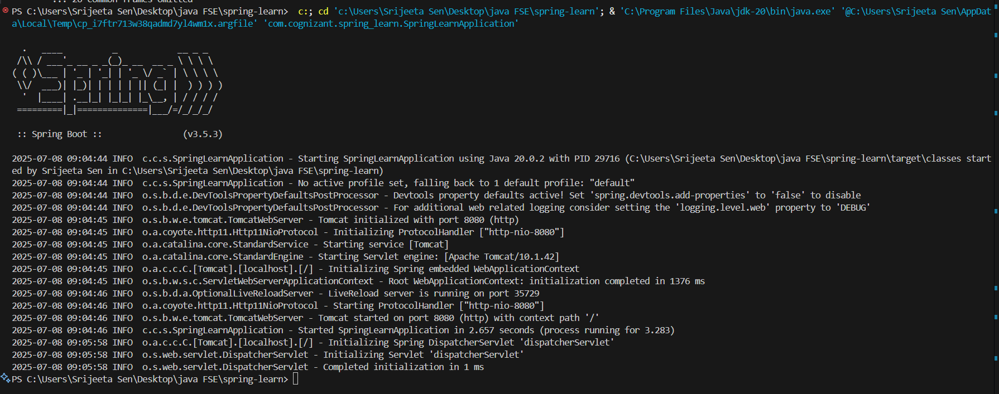 ... 26 common frames omitted
PS C:\Users\Srijeeta Sen\Desktop\java FSE\spring-learn>  c:; cd 'c:\Users\Srijeeta Sen\Desktop\java FSE\spring-learn'; & 'C:\Program Files\Java\jdk-20\bin\java.exe' '@C:\Users\Srijeeta Sen\AppDat
a\Local\Temp\cp_i7ftr713w38qadmd7yl4wm1x.argfile' 'com.cognizant.spring_learn.SpringLearnApplication'
  .   ____          _            __ _ _
 /\\ / ___'_ __ _ _(_)_ __  __ _ \ \ \ \
( ( )\___ | '_ | '_| | '_ \/ _` | \ \ \ \
 \\/  ___)| |_)| | | | | || (_| |  ) ) ) )
  '  |____| .__|_| |_|_| |_\__, | / / / /
 =========|_|==============|___/=/_/_/_/
 :: Spring Boot ::                (v3.5.3)
2025-07-08 09:04:44 INFO  c.c.s.SpringLearnApplication - Starting SpringLearnApplication using Java 20.0.2 with PID 29716 (C:\Users\Srijeeta Sen\Desktop\java FSE\spring-learn\target\classes start
ed by Srijeeta Sen in C:\Users\Srijeeta Sen\Desktop\java FSE\spring-learn)
2025-07-08 09:04:44 INFO  c.c.s.SpringLearnApplication - No active profile set, falling back to 1 default profile: "default"
2025-07-08 09:04:44 INFO  o.s.b.d.e.DevToolsPropertyDefaultsPostProcessor - Devtools property defaults active! Set 'spring.devtools.add-properties' to 'false' to disable
2025-07-08 09:04:44 INFO  o.s.b.d.e.DevToolsPropertyDefaultsPostProcessor - For additional web related logging consider setting the 'logging.level.web' property to 'DEBUG'
2025-07-08 09:04:45 INFO  o.s.b.w.e.tomcat.TomcatWebServer - Tomcat initialized with port 8080 (http)
2025-07-08 09:04:45 INFO  o.a.coyote.http11.Http11NioProtocol - Initializing ProtocolHandler ["http-nio-8080"]
2025-07-08 09:04:45 INFO  o.a.catalina.core.StandardService - Starting service [Tomcat]
2025-07-08 09:04:45 INFO  o.a.catalina.core.StandardEngine - Starting Servlet engine: [Apache Tomcat/10.1.42]
2025-07-08 09:04:45 INFO  o.a.c.c.C.[Tomcat].[localhost].[/] - Initializing Spring embedded WebApplicationContext
2025-07-08 09:04:45 INFO  o.s.b.w.s.c.ServletWebServerApplicationContext - Root WebApplicationContext: initialization completed in 1376 ms
2025-07-08 09:04:46 INFO  o.s.b.d.a.OptionalLiveReloadServer - LiveReload server is running on port 35729
2025-07-08 09:04:46 INFO  o.a.coyote.http11.Http11NioProtocol - Starting ProtocolHandler ["http-nio-8080"]
2025-07-08 09:04:46 INFO  o.s.b.w.e.tomcat.TomcatWebServer - Tomcat started on port 8080 (http) with context path '/'
2025-07-08 09:04:46 INFO  c.c.s.SpringLearnApplication - Started SpringLearnApplication in 2.657 seconds (process running for 3.283)
2025-07-08 09:05:58 INFO  o.a.c.c.C.[Tomcat].[localhost].[/] - Initializing Spring DispatcherServlet 'dispatcherServlet'
2025-07-08 09:05:58 INFO  o.s.web.servlet.DispatcherServlet - Initializing Servlet 'dispatcherServlet'
2025-07-08 09:05:58 INFO  o.s.web.servlet.DispatcherServlet - Completed initialization in 1 ms
PS C:\Users\Srijeeta Sen\Desktop\java FSE\spring-learn>